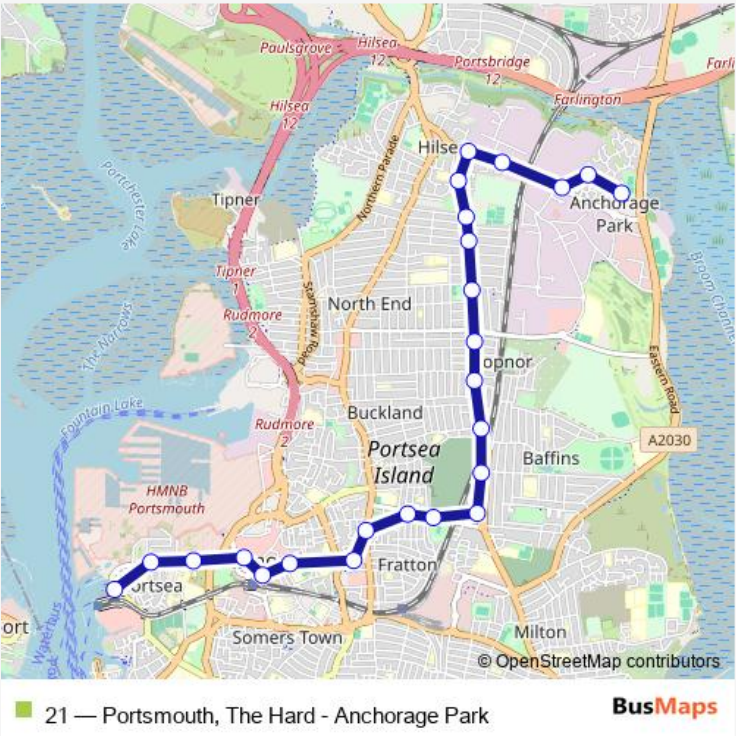 Paulsgrove
Hilsea
12
Portsbridge
12
Farli
Farlington
Hilsea
12
Hilse
Northern Parade
Portchester Lake
Tipner
Anchorage
Park
Broom Channe
Tipner
1
The Narrows
Rudmore
2
Stamshaw Road
North End
opnor
Eastern Road
Fountain Lake
Buckland
Rudmore
2
Portsea
Island
A2030
Baffins
HMNB
Portsmouth
Fratton
ortsea
ort
Somers Town
Milton
© OpenStreetMap contributors
21 — Portsmouth, The Hard - Anchorage Park
BusMaps